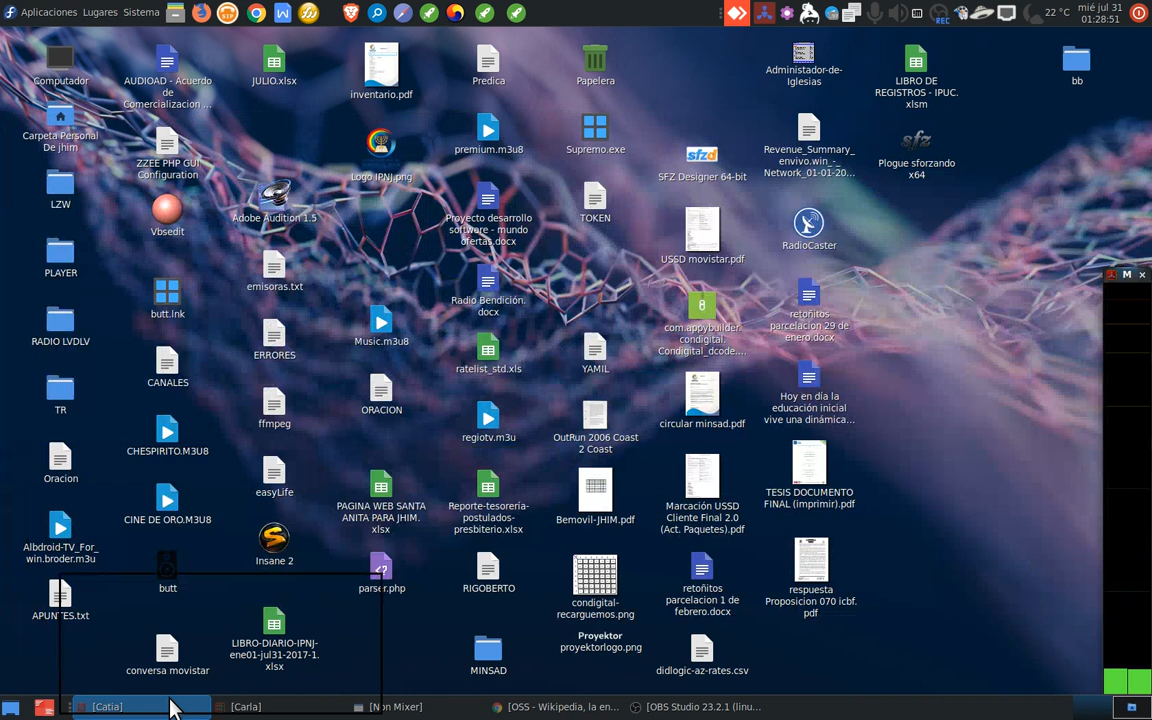 Aplicaciones Lugares Sistema
REC
22 °C
mié jul 31
01:28:51
Computador
Carpeta Personal
De jhim
LZW
PLAYER
RADIO LVDLV
TR
Oracion
Albdroid-TV_For_
win.broder.m3u
APUNTES.txt
AUDIOAD - Acuerdo
de
Comercializacion ...
ZZEE PHP GUI
Configuration
Vbsedit
butt.lnk
CANALES
CHESPIRITO.M3U8
CINE DE ORO.M3U8
butt
conversa movistar
JULIO.xlsx
Adobe Audition 1.5
emisoras.txt
ERRORES
ffmpeg
easyLife
Insane 2
LIBRO-DIARIO-IPNJ-
ene01-jul31-2017-1.
xlsx
inventario.pdf
Logo IPNJ.png.
Music.m3u8
ORACION
PAGINA WEB SANTA
ANITA PARA JHIM.
xlsx
parser.php
Predica
premium.m3u8
Proyecto desarrollo
software - mundo
ofertas.docx
Radio Bendición.
docx
ratelist_std.xls
regiotv.m3u
Reporte-tesoreria-
postulados-
presbiterio.xlsx
RIGOBERTO
MINSAD
Papelera
Supremo.exe
TOKEN
YAMIL
OutRun 2006 Coast
2 Coast
Bemovil-JHIM.pdf
condigital-
recarguemos.png
Proyektor
proyektorlogo.png
sfzd
SFZ Designer 64-bit
USSD movistar.pdf
com.appybuilder.
condigital.
Condigital_dcode....
circular minsad.pdf
Marcación USSD
Cliente Final 2.0
(Act. Paquetes).pdf
retoñitos
parcelacion 1 de
febrero.docx
didlogic-az-rates.csv
Administador-de-
Iglesias
Revenue_Summary_
envivo.win_-_
Network_01-01-20...
RadioCaster
retoñitos
parcelacion 29 de
enero.docx
Hoy en día la
educación inicial
vive una dinámica...
TESIS DOCUMENTO
FINAL (imprimir).pdf
respuesta
Proposicion 070 icbf.
pdf
LIBRO DE
REGISTROS - IPUC.
xlsm
sfz
Plogue sforzando
x64
bb
M ×
[Catia]
[Carla]
[Non Mixer]
[OSS - Wikipedia, la en...
[OBS Studio 23.2.1 (linu...